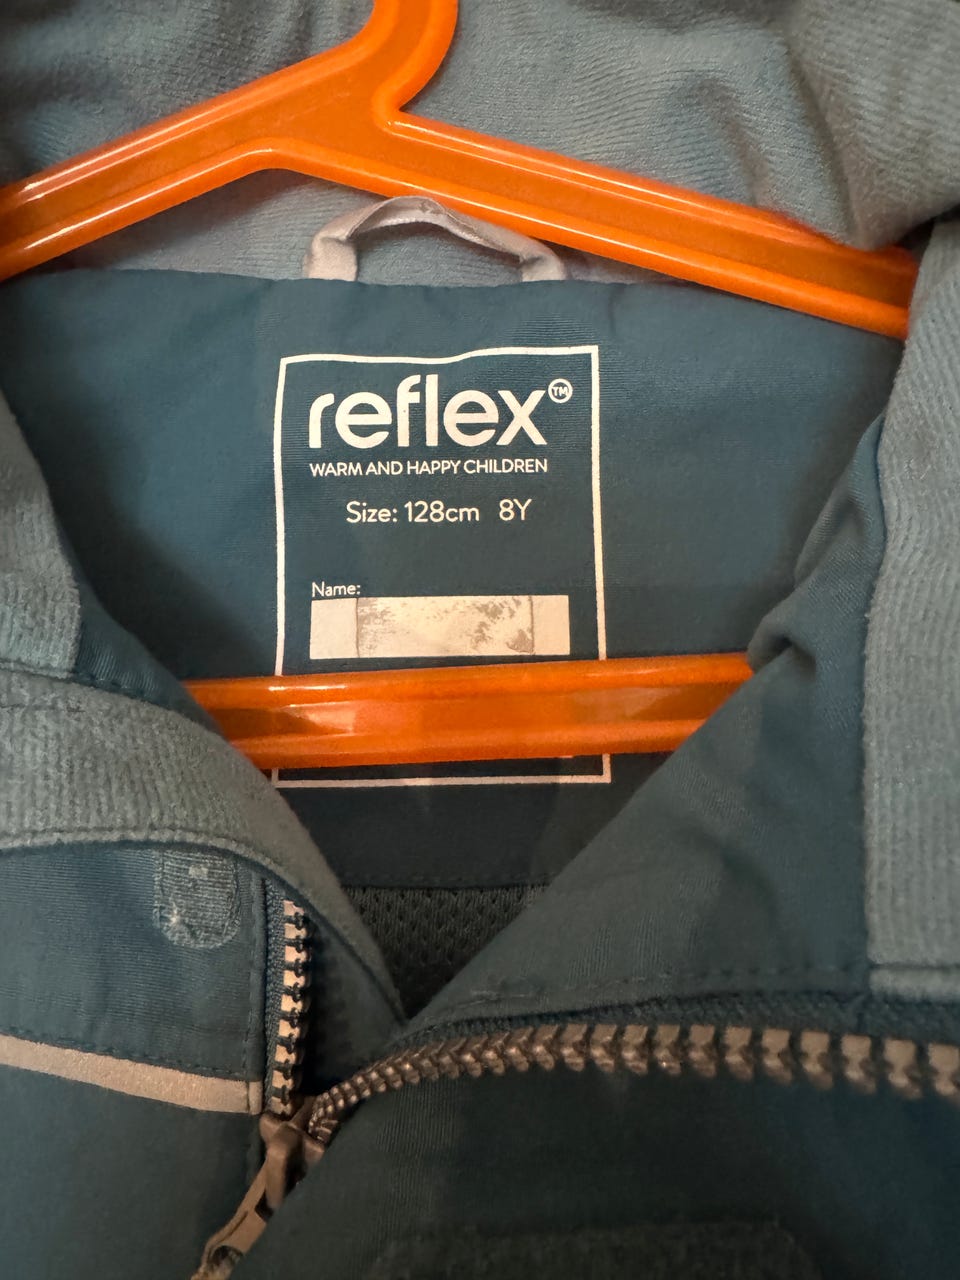 reflex™
WARM AND HAPPY CHILDREN
Size: 128cm 8Y
Name: